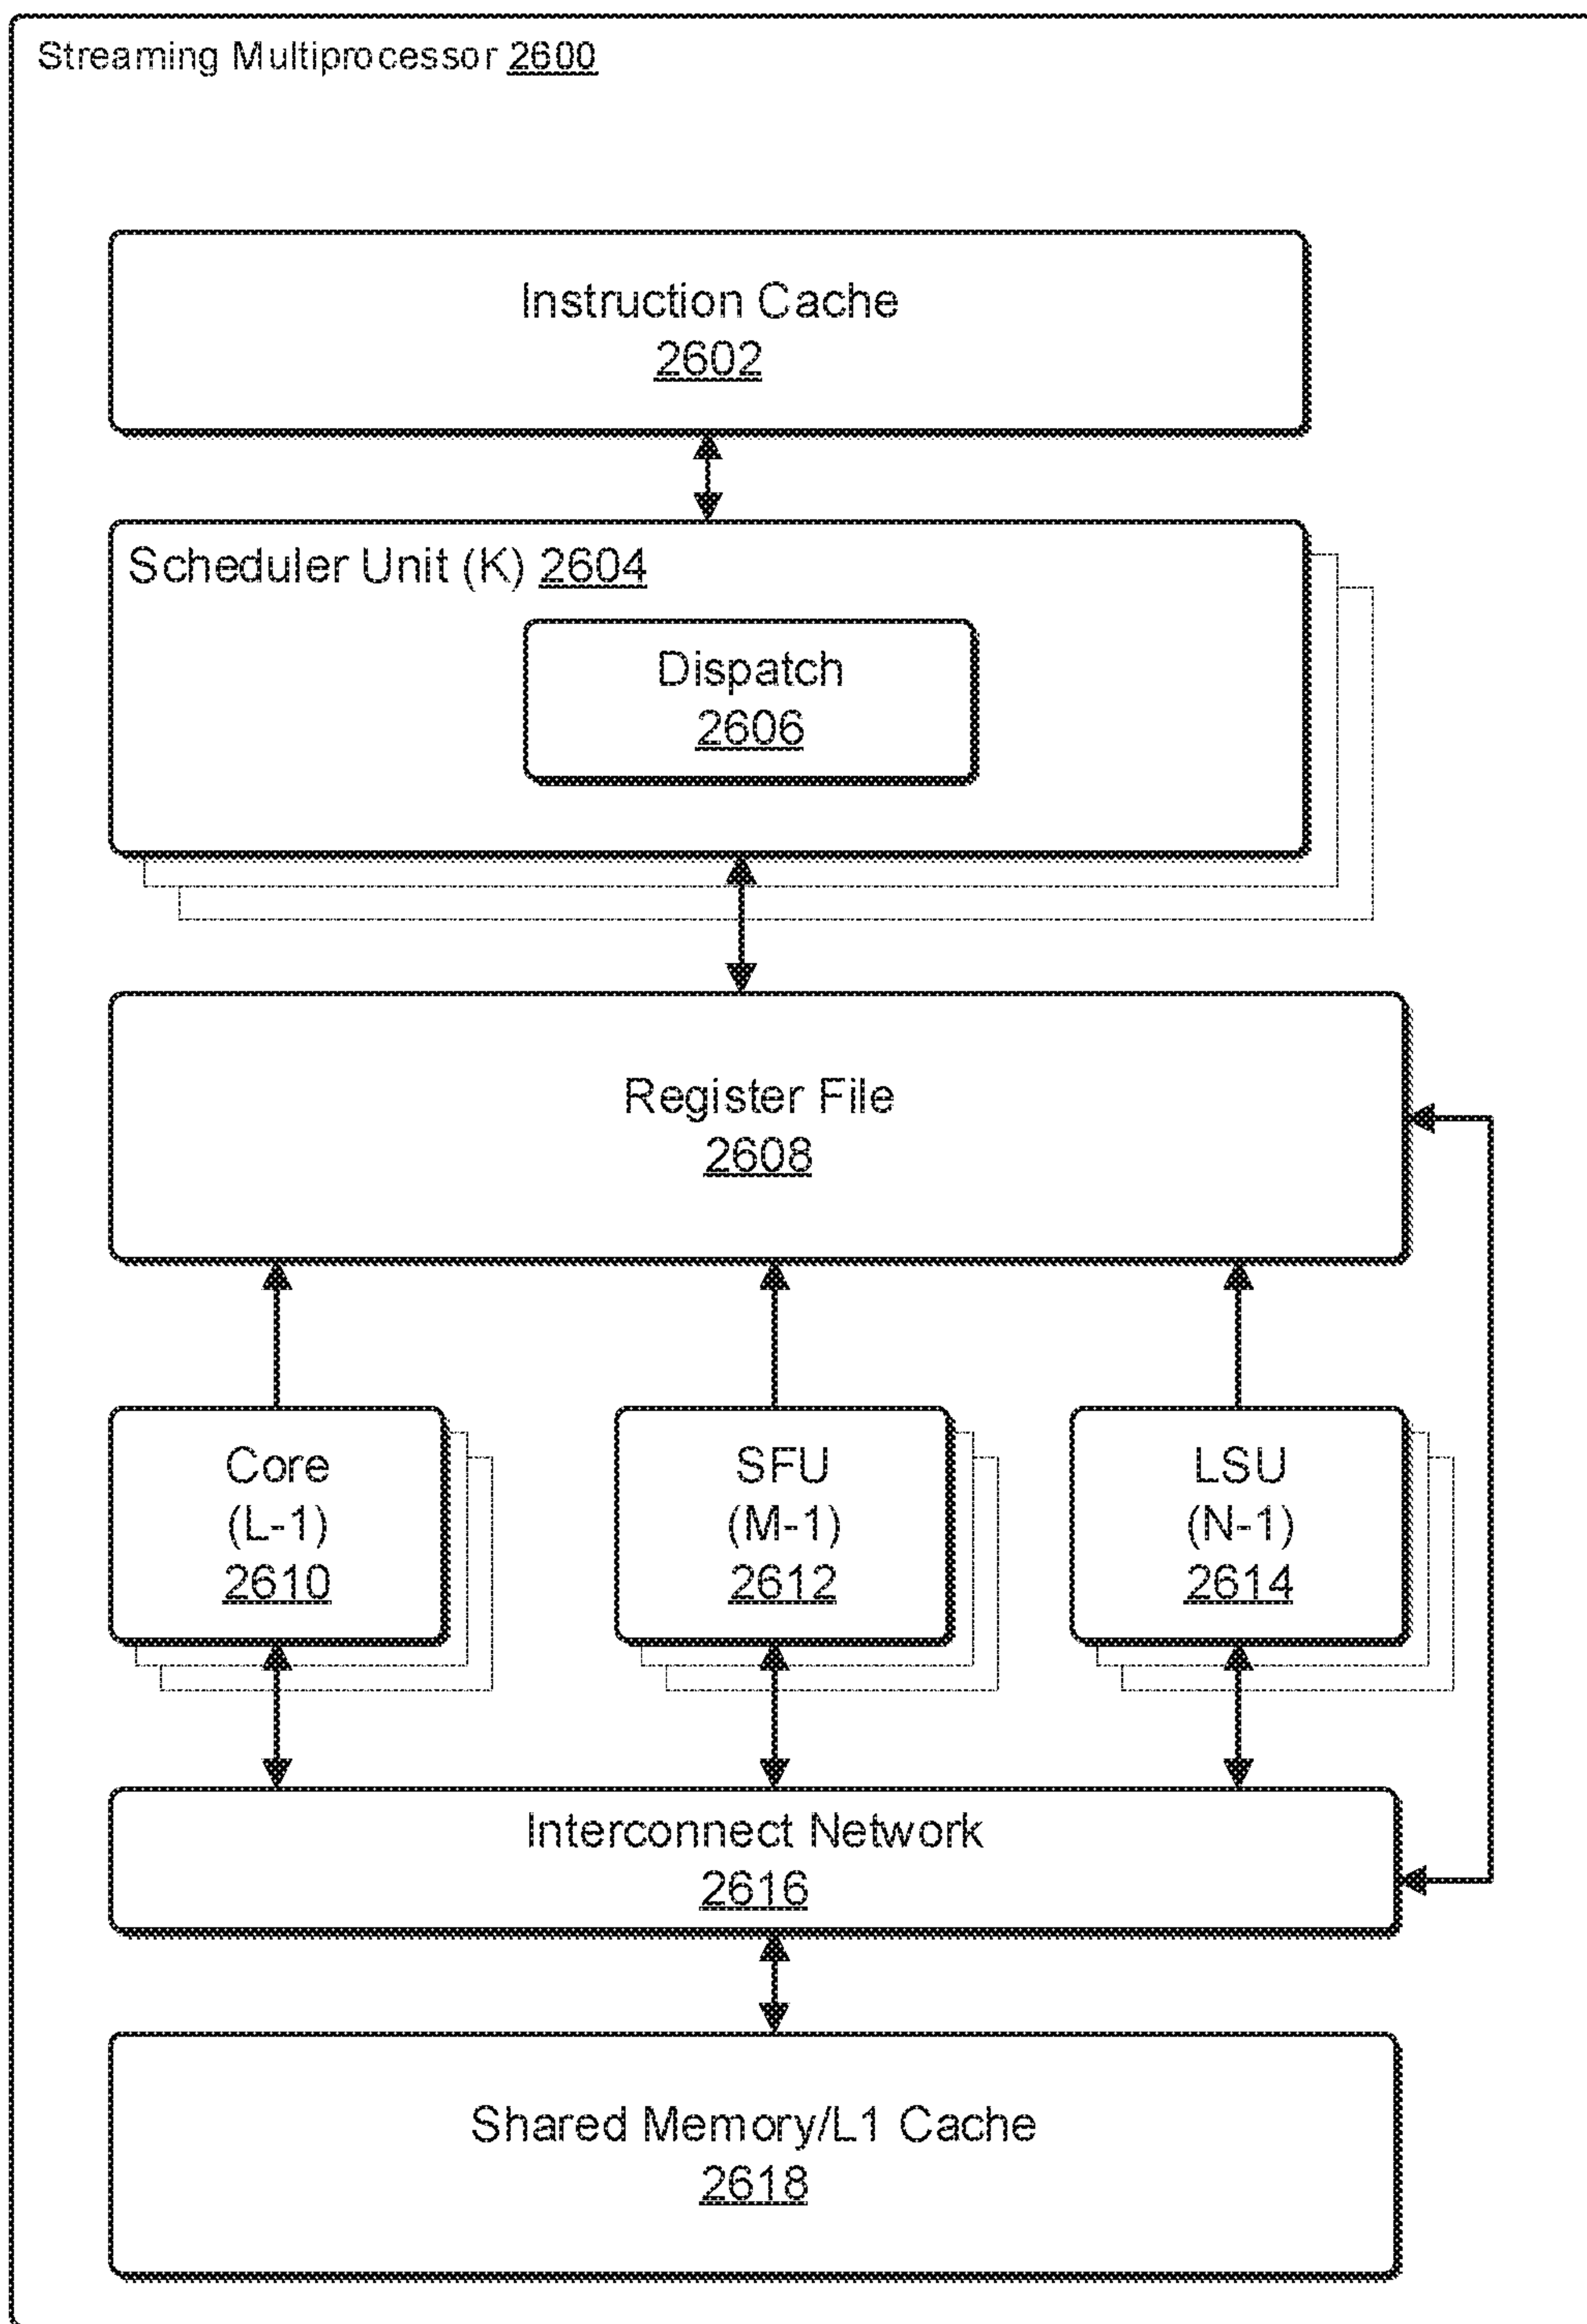 Streaming Multiprocessor 2600
Instruction Cache
2602
Scheduler Unit (K) 2604
Dispatch
2606
Register File
2608
Core
(L-1)
2610
SFU
(M-1)
2612
LSU
(N-1)
2614
Interconnect Network
2616
Shared Memory/L1 Cache
2618